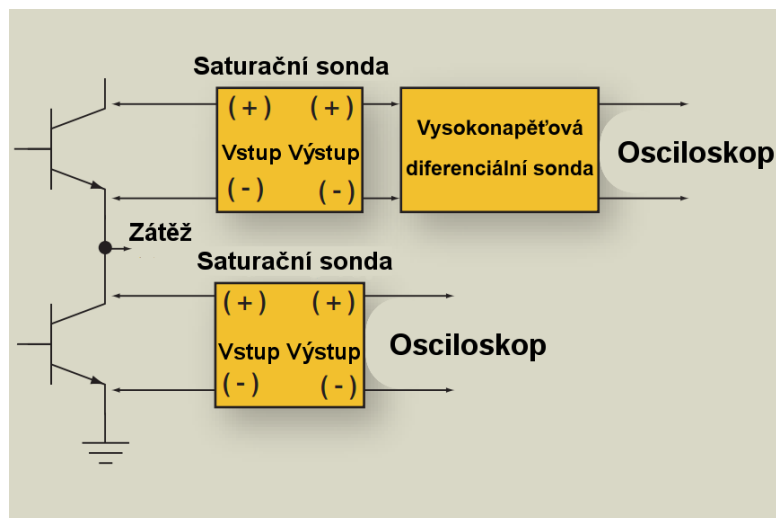 Saturační sonda
(+) (+)
Vstup Výstup
(-) (-)
Vysokonapěťová
diferenciální sonda
Osciloskop
Zátěž
Saturační sonda
(+) (+)
Vstup Výstup
(-) (-)
Osciloskop